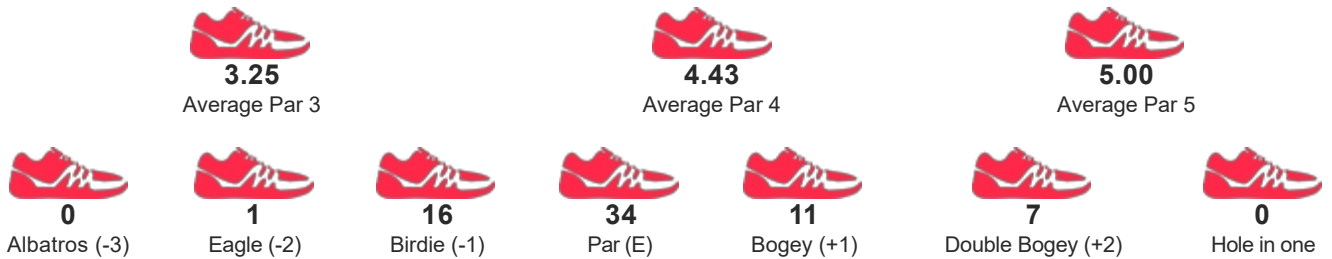 3.25 4.43 5.00
Average Par 3 Average Par 4 Average Par 5
0 1 16 34 11 7 0
Albatros (-3) Eagle (-2) Birdie (-1) Par (E) Bogey (+1) Double Bogey (+2) Hole in one